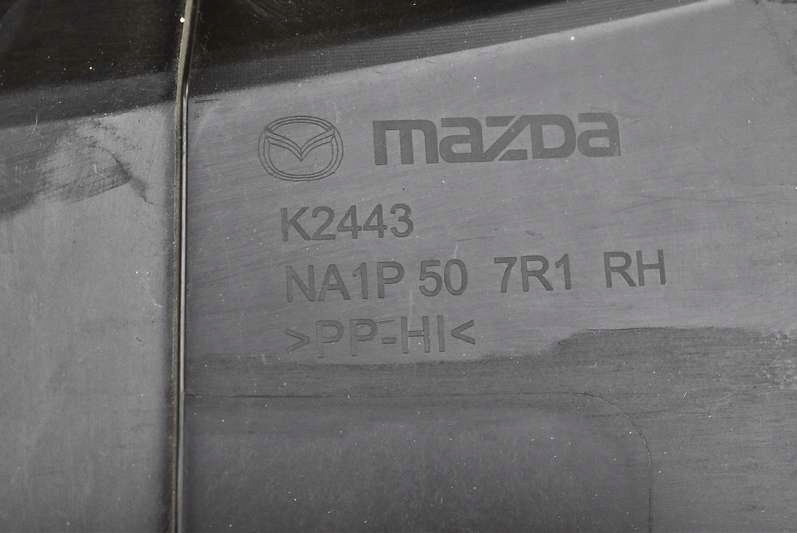 mazda
K2443
NA1P 50 7R1 RH
>PP-HI<